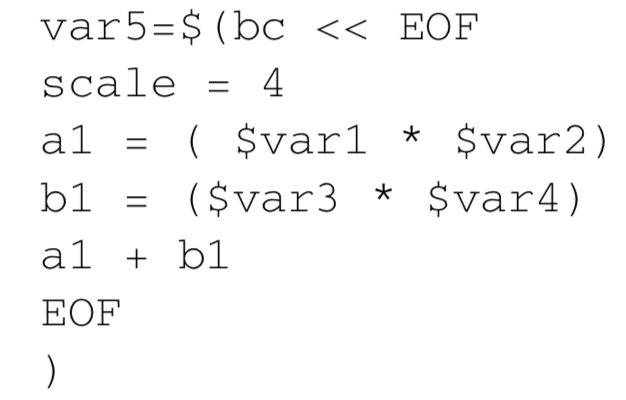 var5=$(bc << EOF
scale = 4
a1 = ( $var1 * $var2)
b1 = ($var3 * $var4)
a1 + b1
EOF
)